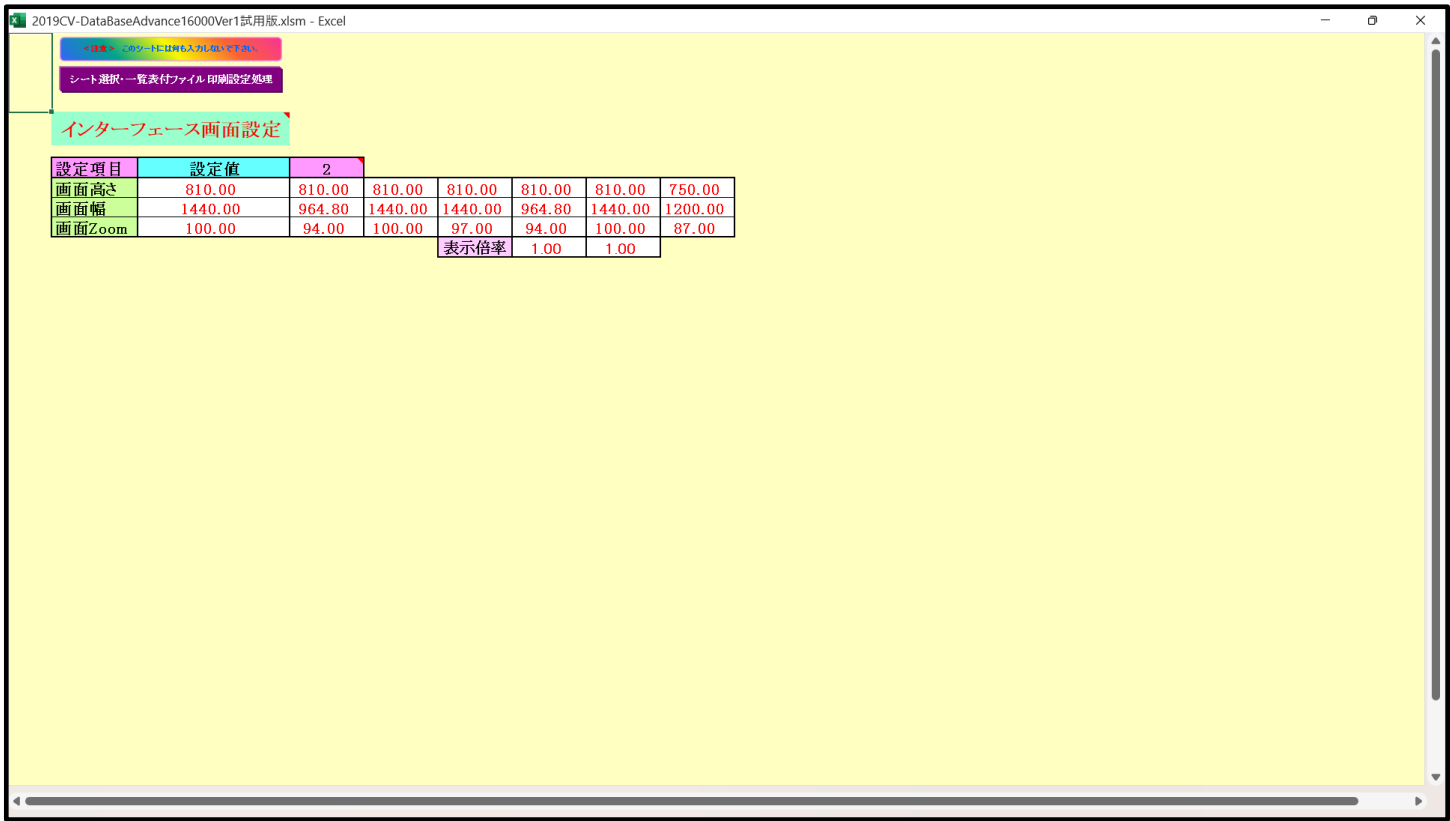 2019CV-DataBaseAdvance16000Ver1試用版.xlsm - Excel
<注意> このシートには何も入力しないで下さい。
シート選択・一覧表付ファイル 印刷設定処理
インターフェース画面設定
設定項目 設定値 2
画面高さ 810.00 810.00 810.00 810.00 810.00 810.00 750.00
画面幅 1440.00 964.80 1440.00 1440.00 964.80 1440.00 1200.00
画面Zoom 100.00 94.00 100.00 97.00 94.00 100.00 87.00
表示倍率 1.00 1.00